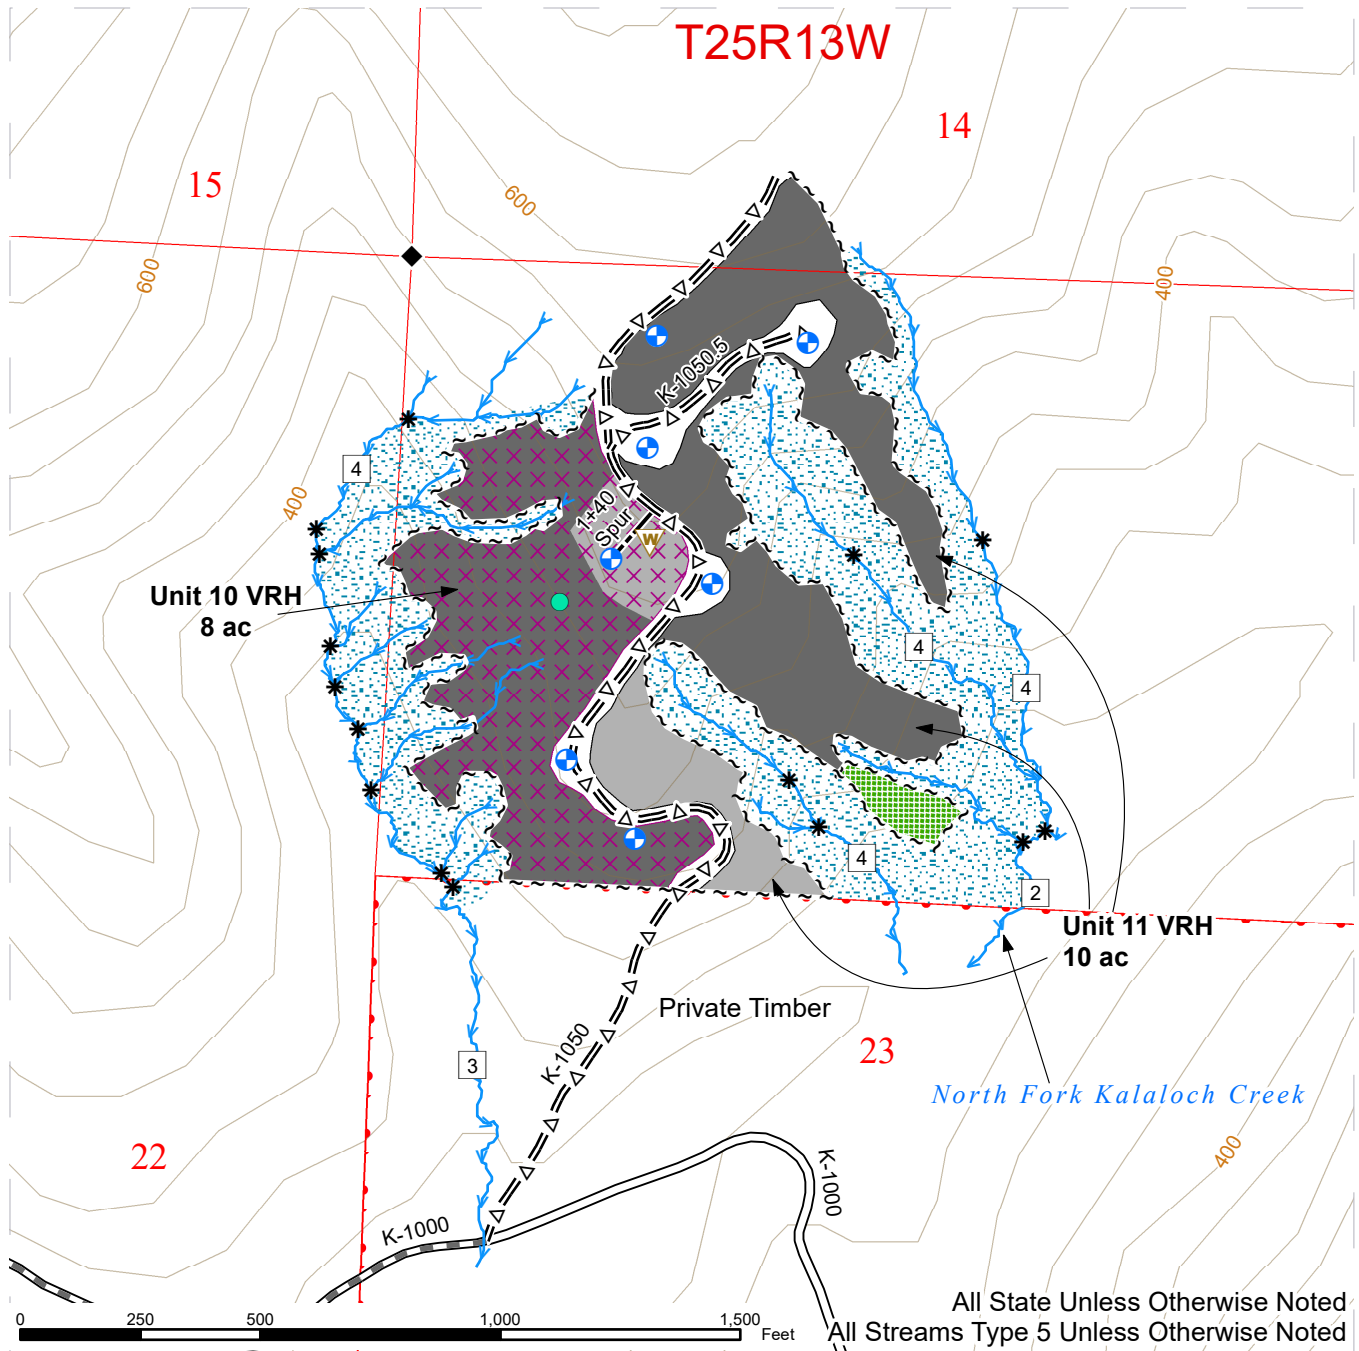 T25R13W
14
15
600
600
400
K-1050.5
4
400
1+40
Spur
W
Unit 10 VRH
8 ac
4
4
4
2
Unit 11 VRH
10 ac
Private Timber
23
K-1050
3
North Fork Kalaloch Creek
22
400
K-1000
K-1000
All State Unless Otherwise Noted
All Streams Type 5 Unless Otherwise Noted
0 250 500 1,000 1,500
Feet